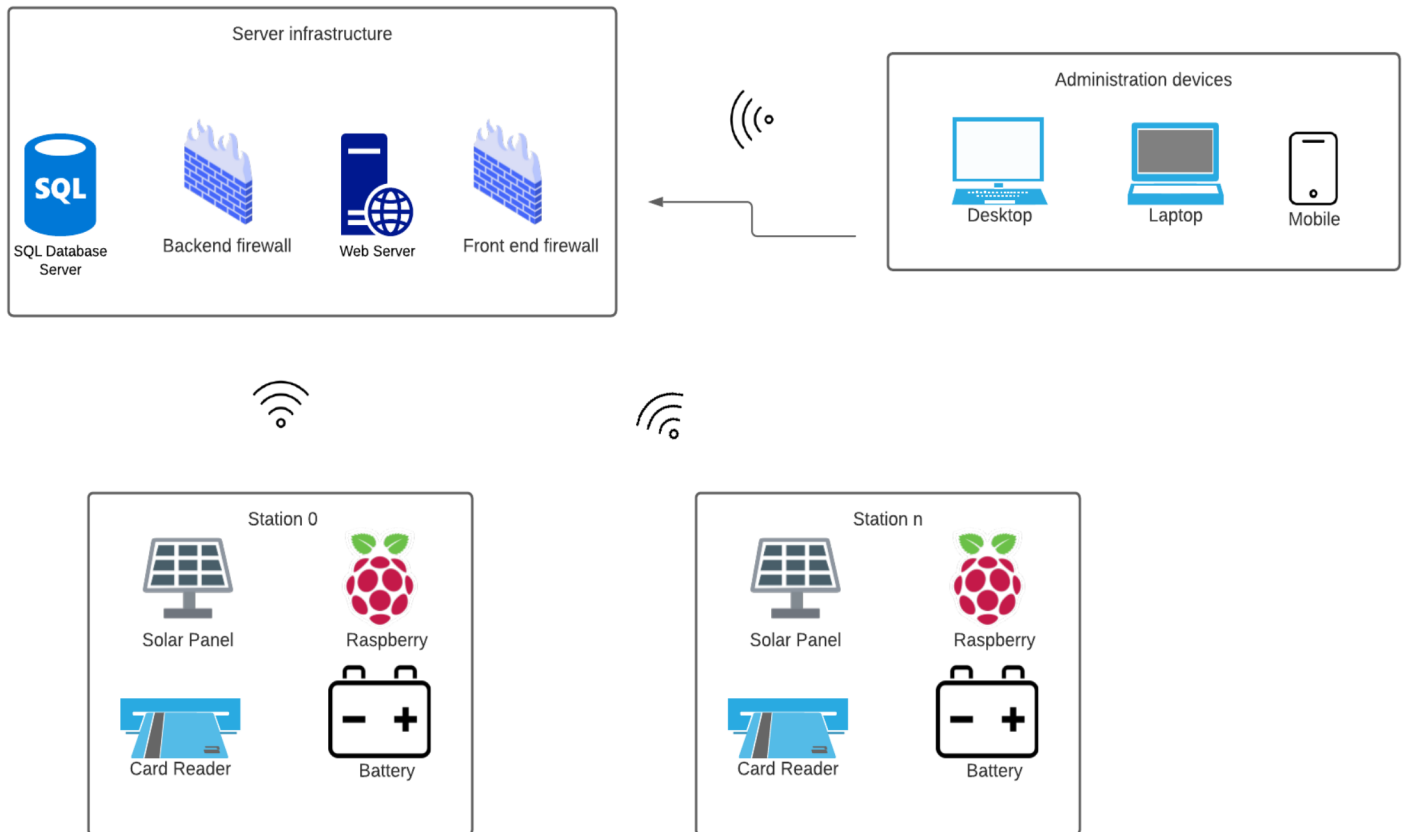 Server infrastructure
Administration devices
SQL
SQL Database
Server
Backend firewall
Web Server
Front end firewall
Desktop
Laptop
Mobile
Station 0
Solar Panel
Raspberry
Card Reader
Battery
Station n
Solar Panel
Raspberry
Card Reader
Battery